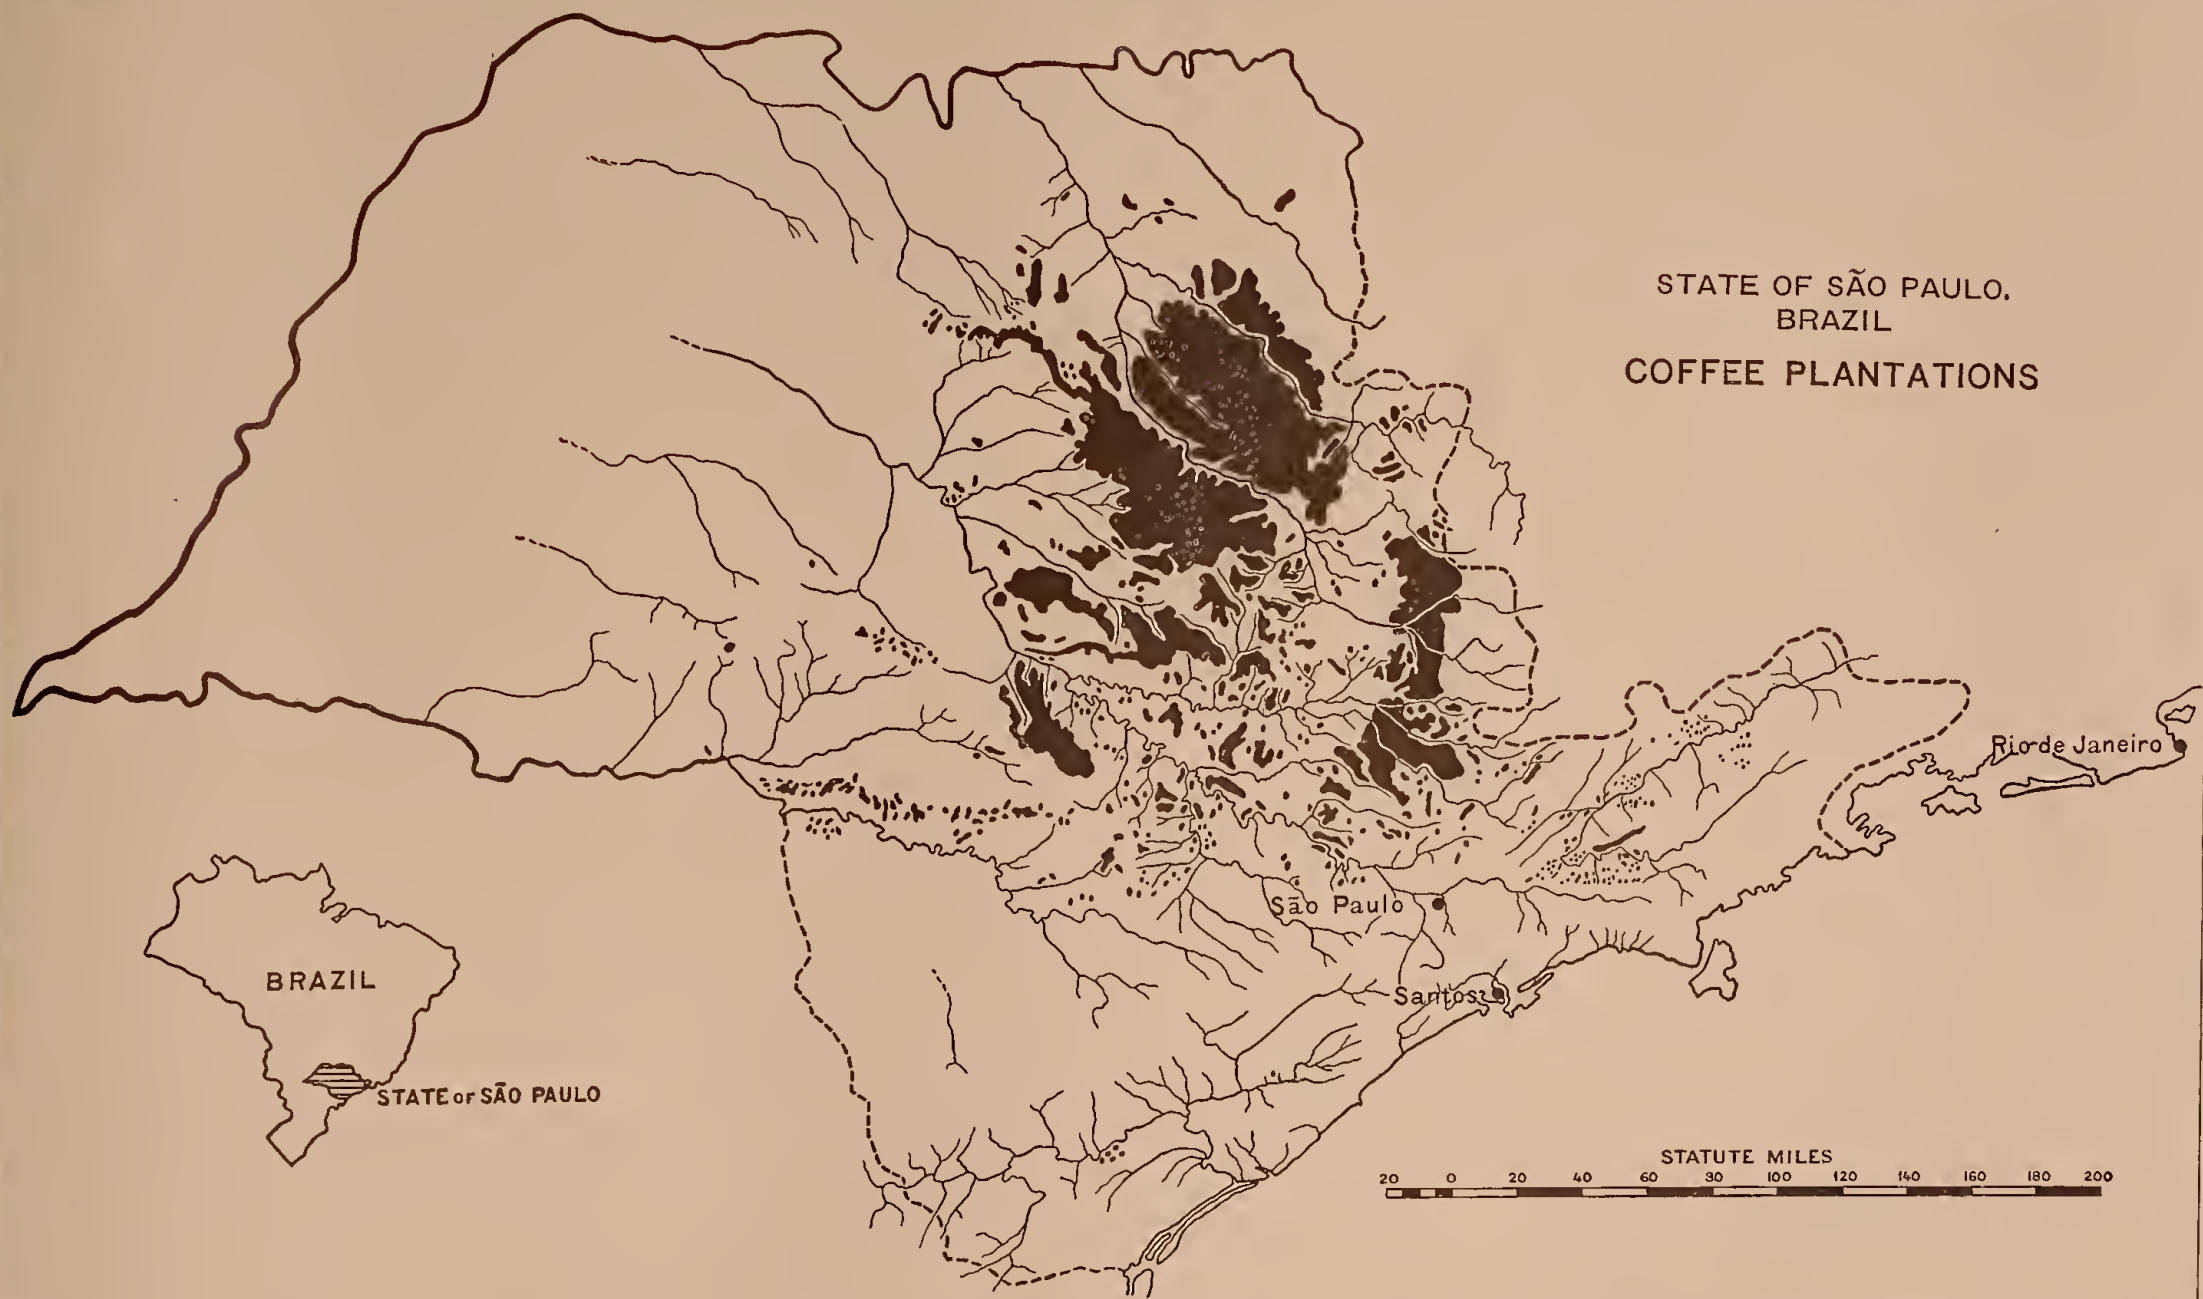 STATE OF SÃO PAULO.
BRAZIL
COFFEE PLANTATIONS
Rio de Janeiro
São Paulo
Santos
BRAZIL
STATE OF SÃO PAULO
STATUTE MILES
20 0 20 40 60 80 100 120 140 160 180 200